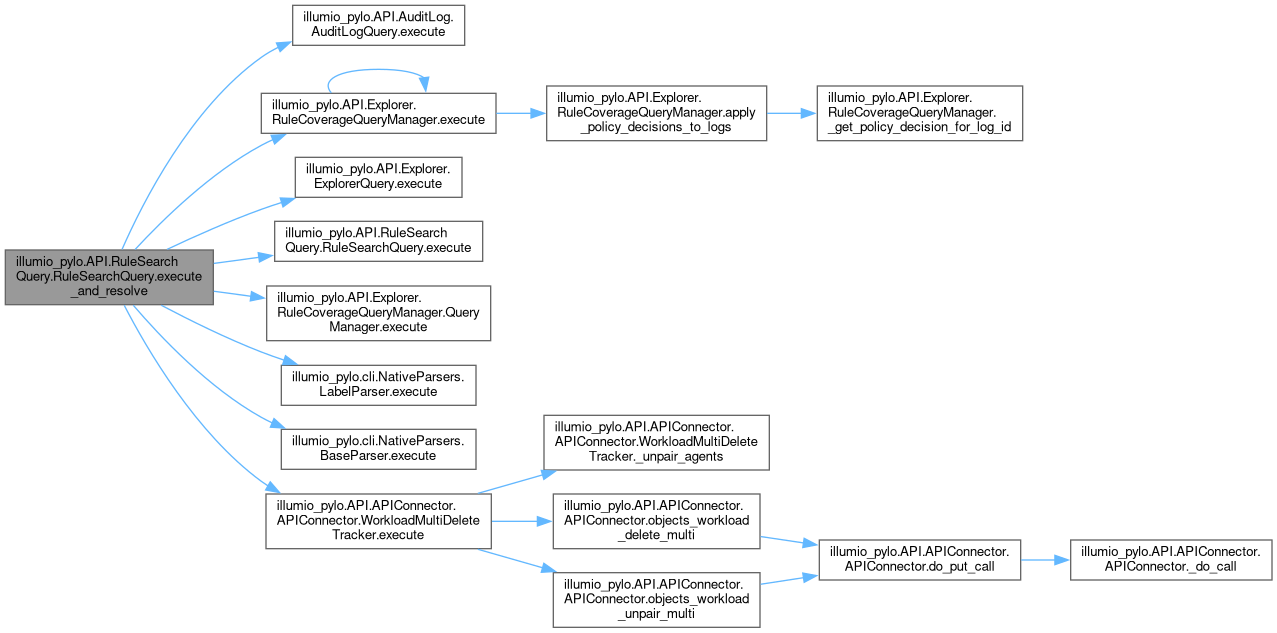 illumio_pylo.API.AuditLog.
AuditLogQuery.execute
illumio_pylo.API.Explorer.
RuleCoverageQueryManager.execute
illumio_pylo.API.Explorer.
RuleCoverageQueryManager.apply
_policy_decisions_to_logs
illumio_pylo.API.Explorer.
RuleCoverageQueryManager.
_get_policy_decision_for_log_id
illumio_pylo.API.Explorer.
ExplorerQuery.execute
illumio_pylo.API.RuleSearch
Query.RuleSearchQuery.execute
illumio_pylo.API.RuleSearch
Query.RuleSearchQuery.execute
_and_resolve
illumio_pylo.API.Explorer.
RuleCoverageQueryManager.Query
Manager.execute
illumio_pylo.cli.NativeParsers.
LabelParser.execute
illumio_pylo.cli.NativeParsers.
BaseParser.execute
illumio_pylo.API.APIConnector.
APIConnector.WorkloadMultiDelete
Tracker.execute
illumio_pylo.API.APIConnector.
APIConnector.WorkloadMultiDelete
Tracker._unpair_agents
illumio_pylo.API.APIConnector.
APIConnector.objects_workload
_delete_multi
illumio_pylo.API.APIConnector.
APIConnector.objects_workload
_unpair_multi
illumio_pylo.API.APIConnector.
APIConnector.do_put_call
illumio_pylo.API.APIConnector.
APIConnector._do_call